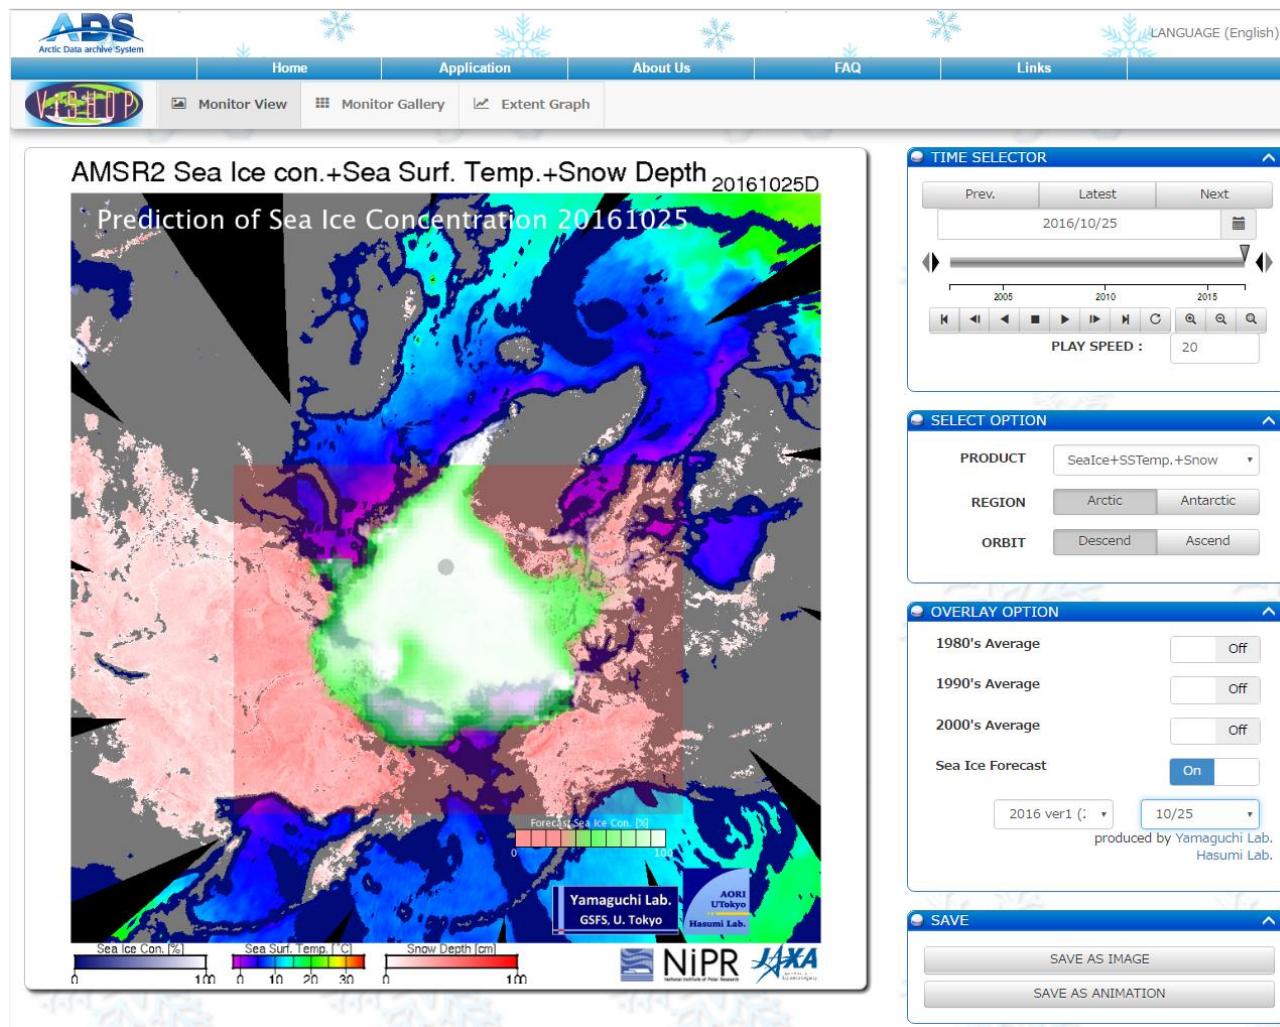 ADS
Arctic Data archive System
LANGUAGE (English)
Home
Application
About Us
FAQ
Links
ViSHOP
Monitor View
Monitor Gallery
Extent Graph
AMSR2 Sea Ice con.+Sea Surf. Temp.+Snow Depth 20161025D
Prediction of Sea Ice Concentration 20161025
Forecast Sea Ice Con. [%]
0 100
Yamaguchi Lab.
GSFS, U. Tokyo
AORI
UTokyo
Hasumi Lab.
Sea Ice Con. [%]
0 100
Sea Surf. Temp. [°C]
0 10 20 30
Snow Depth [cm]
0 100
NiPR
JAXA
TIME SELECTOR
Prev.
Latest
Next
2016/10/25
2005 2010 2015
PLAY SPEED :
20
SELECT OPTION
PRODUCT
SeaIce+SSTemp.+Snow
REGION
Arctic
Antarctic
ORBIT
Descend
Ascend
OVERLAY OPTION
1980's Average
Off
1990's Average
Off
2000's Average
Off
Sea Ice Forecast
On
2016 ver1 (:
10/25
produced by Yamaguchi Lab.
Hasumi Lab.
SAVE
SAVE AS IMAGE
SAVE AS ANIMATION